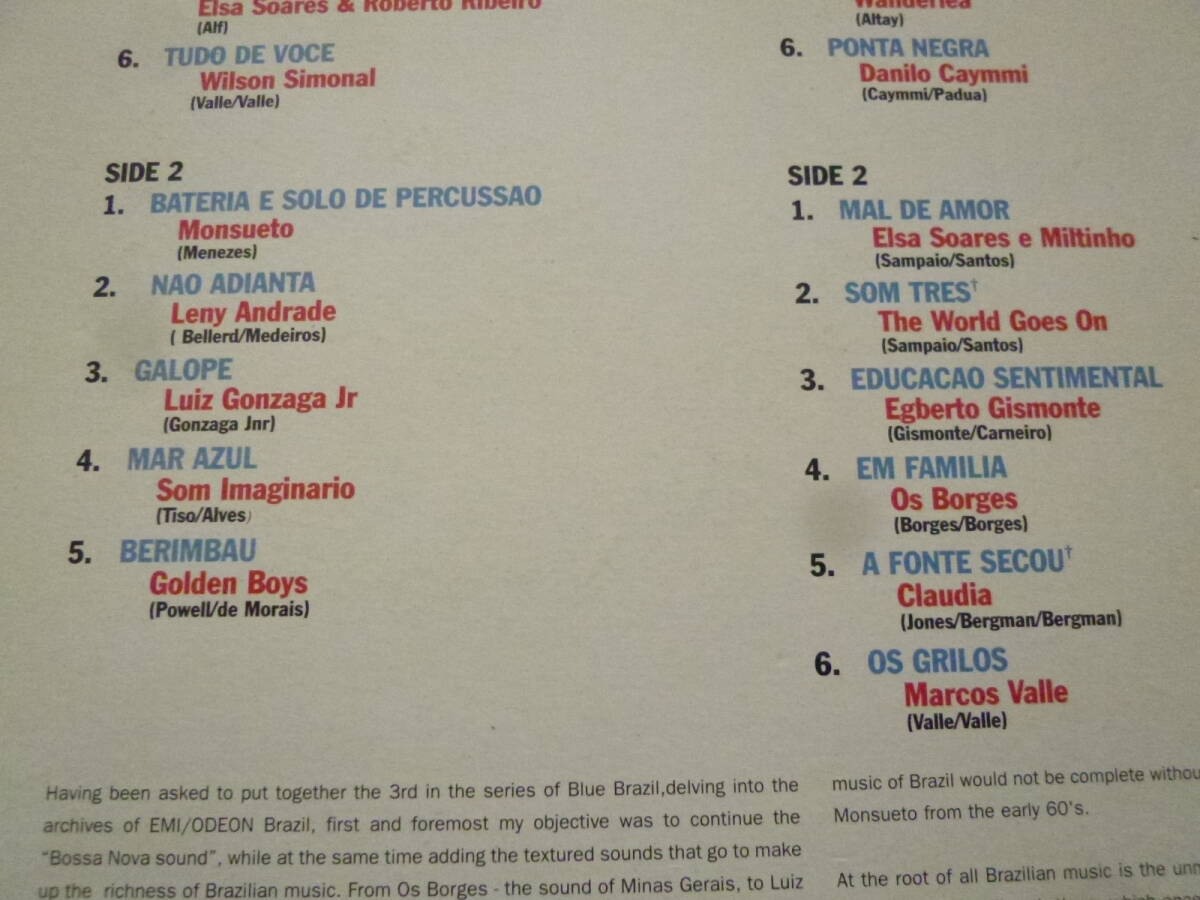 Elsa Soares & Roberto Ribeiro
(Alf)
6. TUDO DE VOCE
Wilson Simonal
(Valle/Valle)
SIDE 2
1. BATERIA E SOLO DE PERCUSSAO
Monsueto
(Menezes)
2. NAO ADIANTA
Leny Andrade
( Bellerd/Medeiros)
3. GALOPE
Luiz Gonzaga Jr
(Gonzaga Jnr)
4. MAR AZUL
Som Imaginario
(Tiso/Alves)
5. BERIMBAU
Golden Boys
(Powell/de Morais)
Wanderlea
(Altay)
6. PONTA NEGRA
Danilo Caymmi
(Caymmi/Padua)
SIDE 2
1. MAL DE AMOR
Elsa Soares e Miltinho
(Sampaio/Santos)
2. SOM TRES†
The World Goes On
(Sampaio/Santos)
3. EDUCACAO SENTIMENTAL
Egberto Gismonte
(Gismonte/Carneiro)
4. EM FAMILIA
Os Borges
(Borges/Borges)
5. A FONTE SECOU†
Claudia
(Jones/Bergman/Bergman)
6. OS GRILOS
Marcos Valle
(Valle/Valle)
Having been asked to put together the 3rd in the series of Blue Brazil,delving into the
archives of EMI/ODEON Brazil, first and foremost my objective was to continue the
"Bossa Nova sound", while at the same time adding the textured sounds that go to make
up the richness of Brazilian music. From Os Borges - the sound of Minas Gerais, to Luiz
music of Brazil would not be complete withou
Monsueto from the early 60's.
At the root of all Brazilian music is the unm